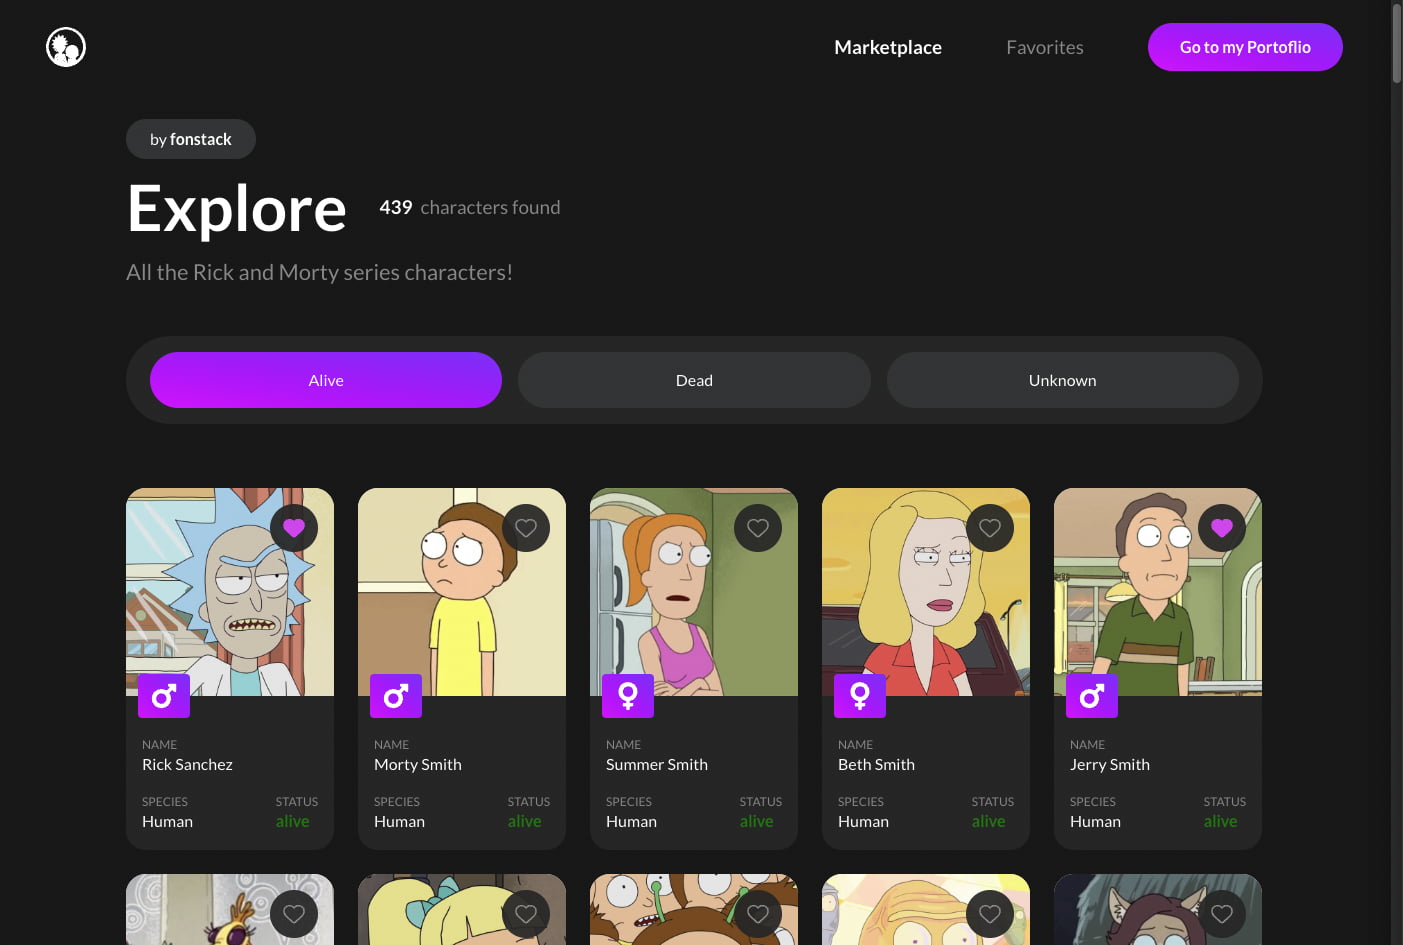 Marketplace
Favorites
Go to my Portoflio
by fonstack
Explore 439 characters found
All the Rick and Morty series characters!
Alive
Dead
Unknown
NAME
Rick Sanchez
SPECIES STATUS
Human alive
NAME
Morty Smith
SPECIES STATUS
Human alive
NAME
Summer Smith
SPECIES STATUS
Human alive
NAME
Beth Smith
SPECIES STATUS
Human alive
NAME
Jerry Smith
SPECIES STATUS
Human alive